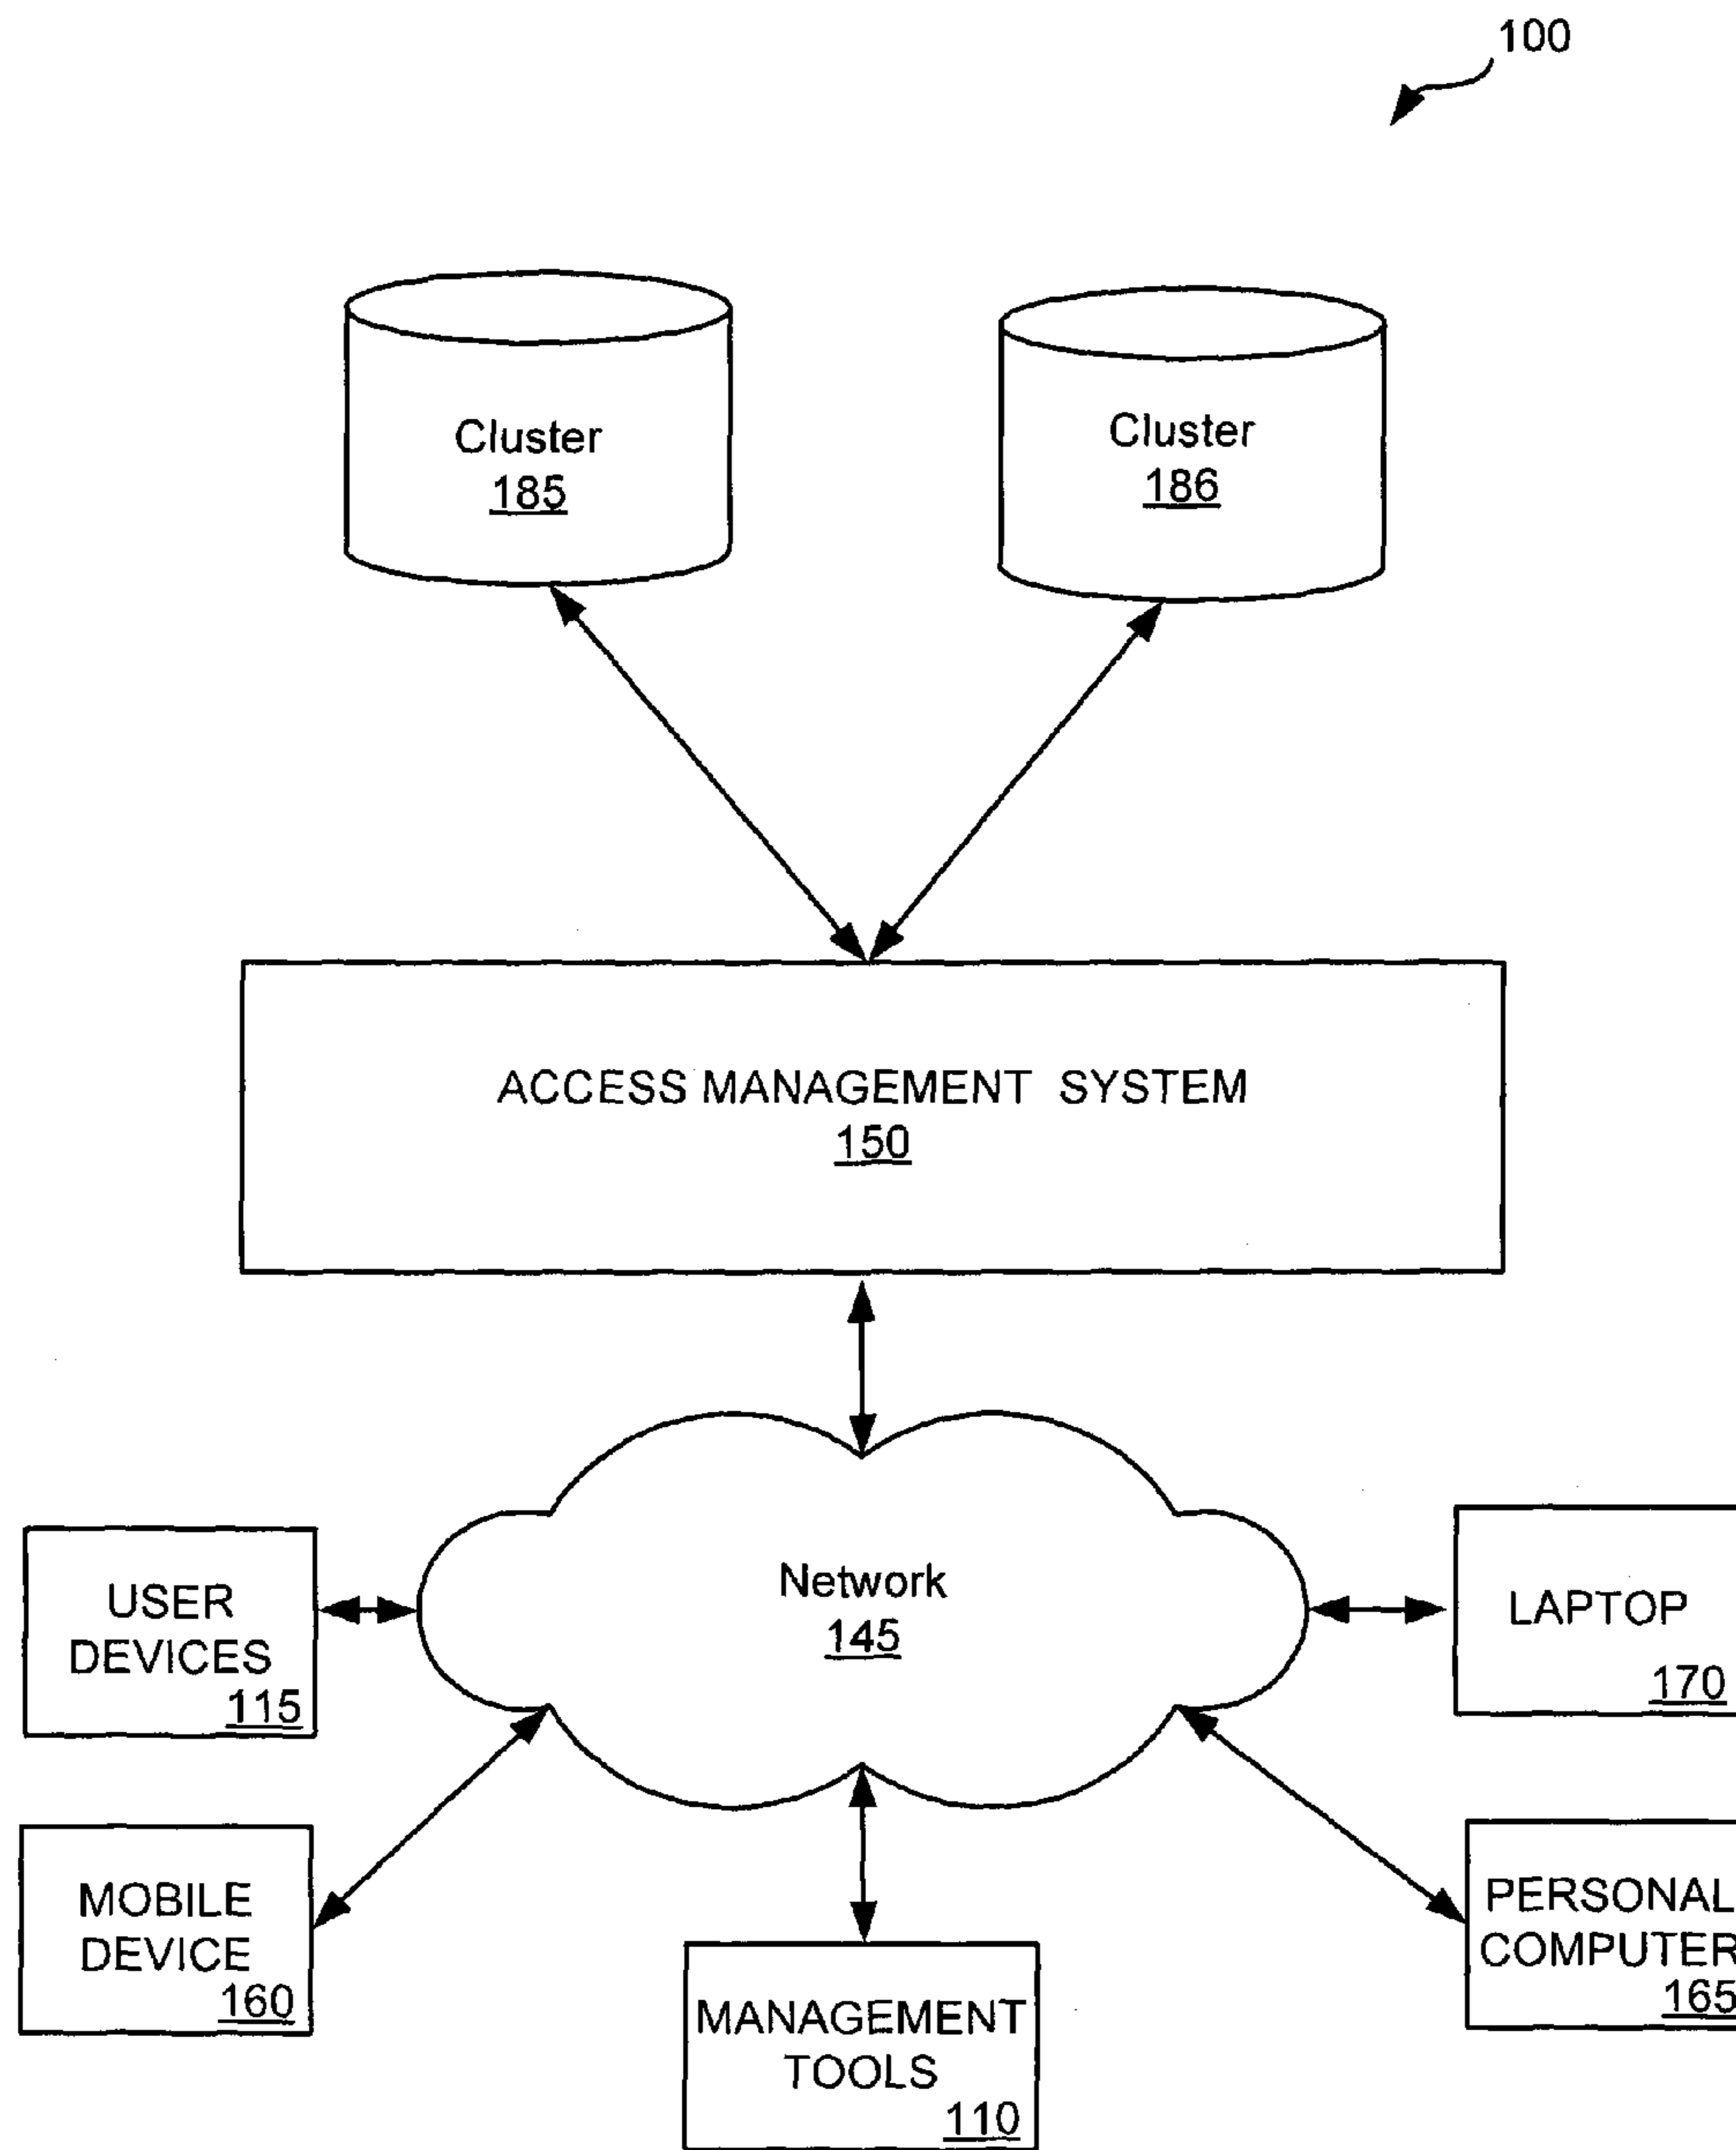 100
Cluster
185
Cluster
186
ACCESS MANAGEMENT SYSTEM
150
Network
145
USER
DEVICES
115
LAPTOP
170
MOBILE
DEVICE
160
PERSONAL
COMPUTER
165
MANAGEMENT
TOOLS
110